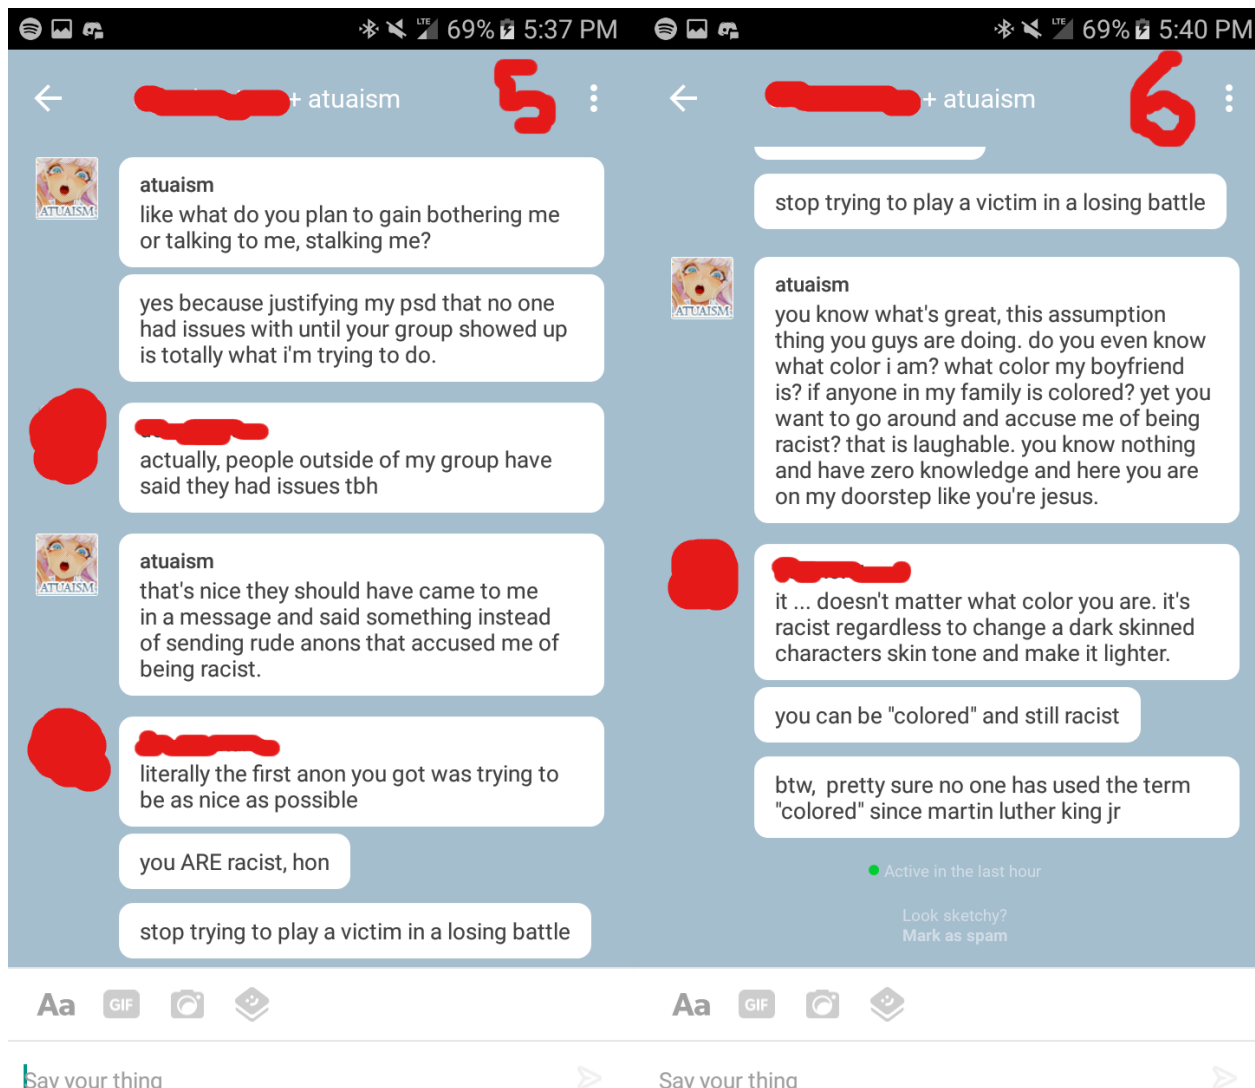 LTE 69% 5:37 PM
+ atuaism 5
ATUAISM
atuaism
like what do you plan to gain bothering me
or talking to me, stalking me?
yes because justifying my psd that no one
had issues with until your group showed up
is totally what i'm trying to do.
actually, people outside of my group have
said they had issues tbh
ATUAISM
atuaism
that's nice they should have came to me
in a message and said something instead
of sending rude anons that accused me of
being racist.
literally the first anon you got was trying to
be as nice as possible
you ARE racist, hon
stop trying to play a victim in a losing battle
Aa GIF
Say your thing
LTE 69% 5:40 PM
+ atuaism 6
stop trying to play a victim in a losing battle
ATUAISM
atuaism
you know what's great, this assumption
thing you guys are doing. do you even know
what color i am? what color my boyfriend
is? if anyone in my family is colored? yet you
want to go around and accuse me of being
racist? that is laughable. you know nothing
and have zero knowledge and here you are
on my doorstep like you're jesus.
it ... doesn't matter what color you are. it's
racist regardless to change a dark skinned
characters skin tone and make it lighter.
you can be "colored" and still racist
btw, pretty sure no one has used the term
"colored" since martin luther king jr
Active in the last hour
Look sketchy?
Mark as spam
Aa GIF
Say your thing